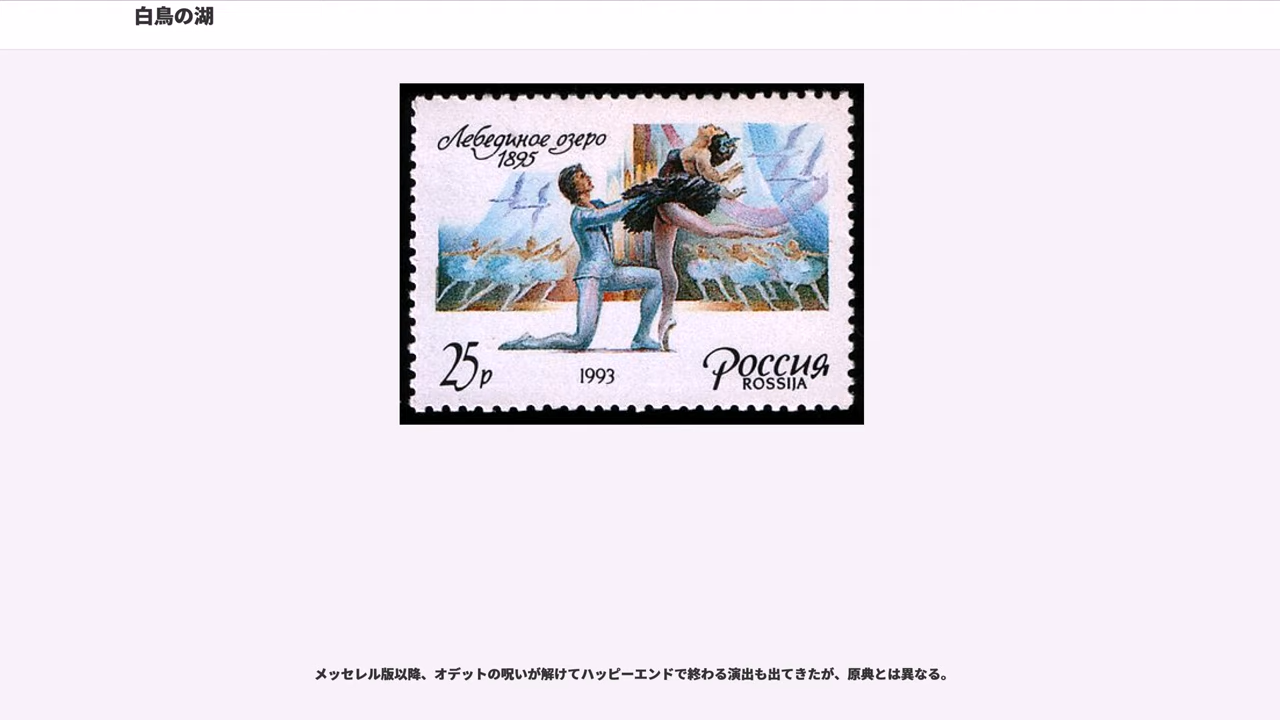 白鳥の湖
Лебединое озеро
1895
25р
1993
Россия
ROSSIJA
メッセレル版以降、オデットの呪いが解けてハッピーエンドで終わる演出も出てきたが、原典とは異なる。